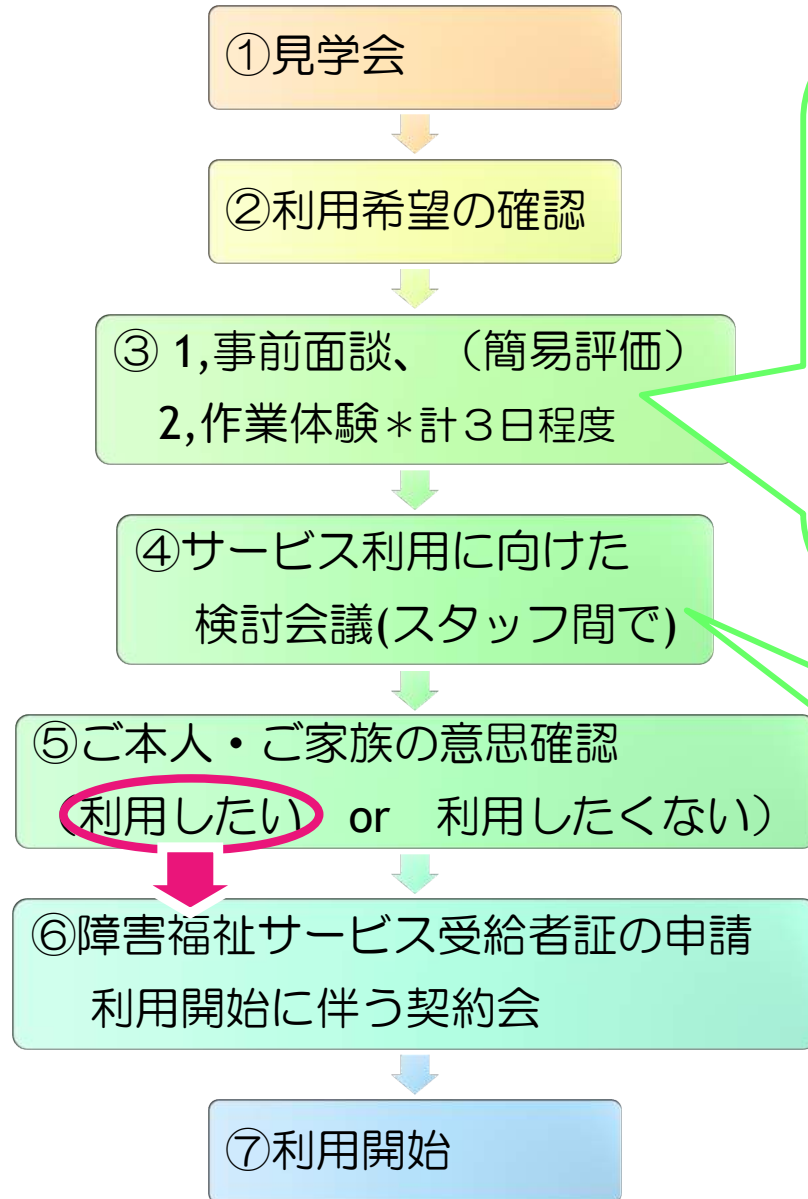 ①見学会
②利用希望の確認
③ 1,事前面談、（簡易評価）
2,作業体験＊計３日程度
④サービス利用に向けた
検討会議(スタッフ間で)
⑤ご本人・ご家族の意思確認
（利用したい　or　利用したくない）
⑥障害福祉サービス受給者証の申請
利用開始に伴う契約会
⑦利用開始